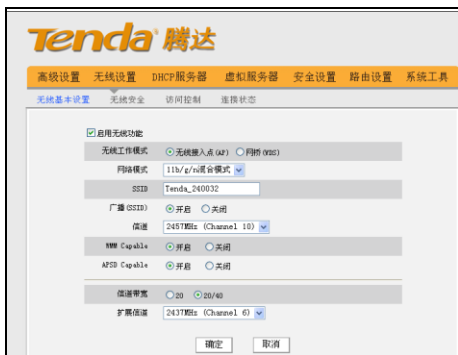 Tenda 腾达
高级设置 无线设置 DHCP服务器 虚拟服务器 安全设置 路由设置 系统工具
无线基本设置 无线安全 访问控制 连接状态
启用无线功能
无线工作模式 无线接入点(AP) 网桥(WDS)
网络模式 11b/g/n混合模式
SSID Tenda_240032
广播(SSID) 开启 关闭
信道 2457MHz (Channel 10)
WMM Capable 开启 关闭
APSD Capable 开启 关闭
信道带宽 20 20/40
扩展信道 2437MHz (Channel 6)
确定 取消